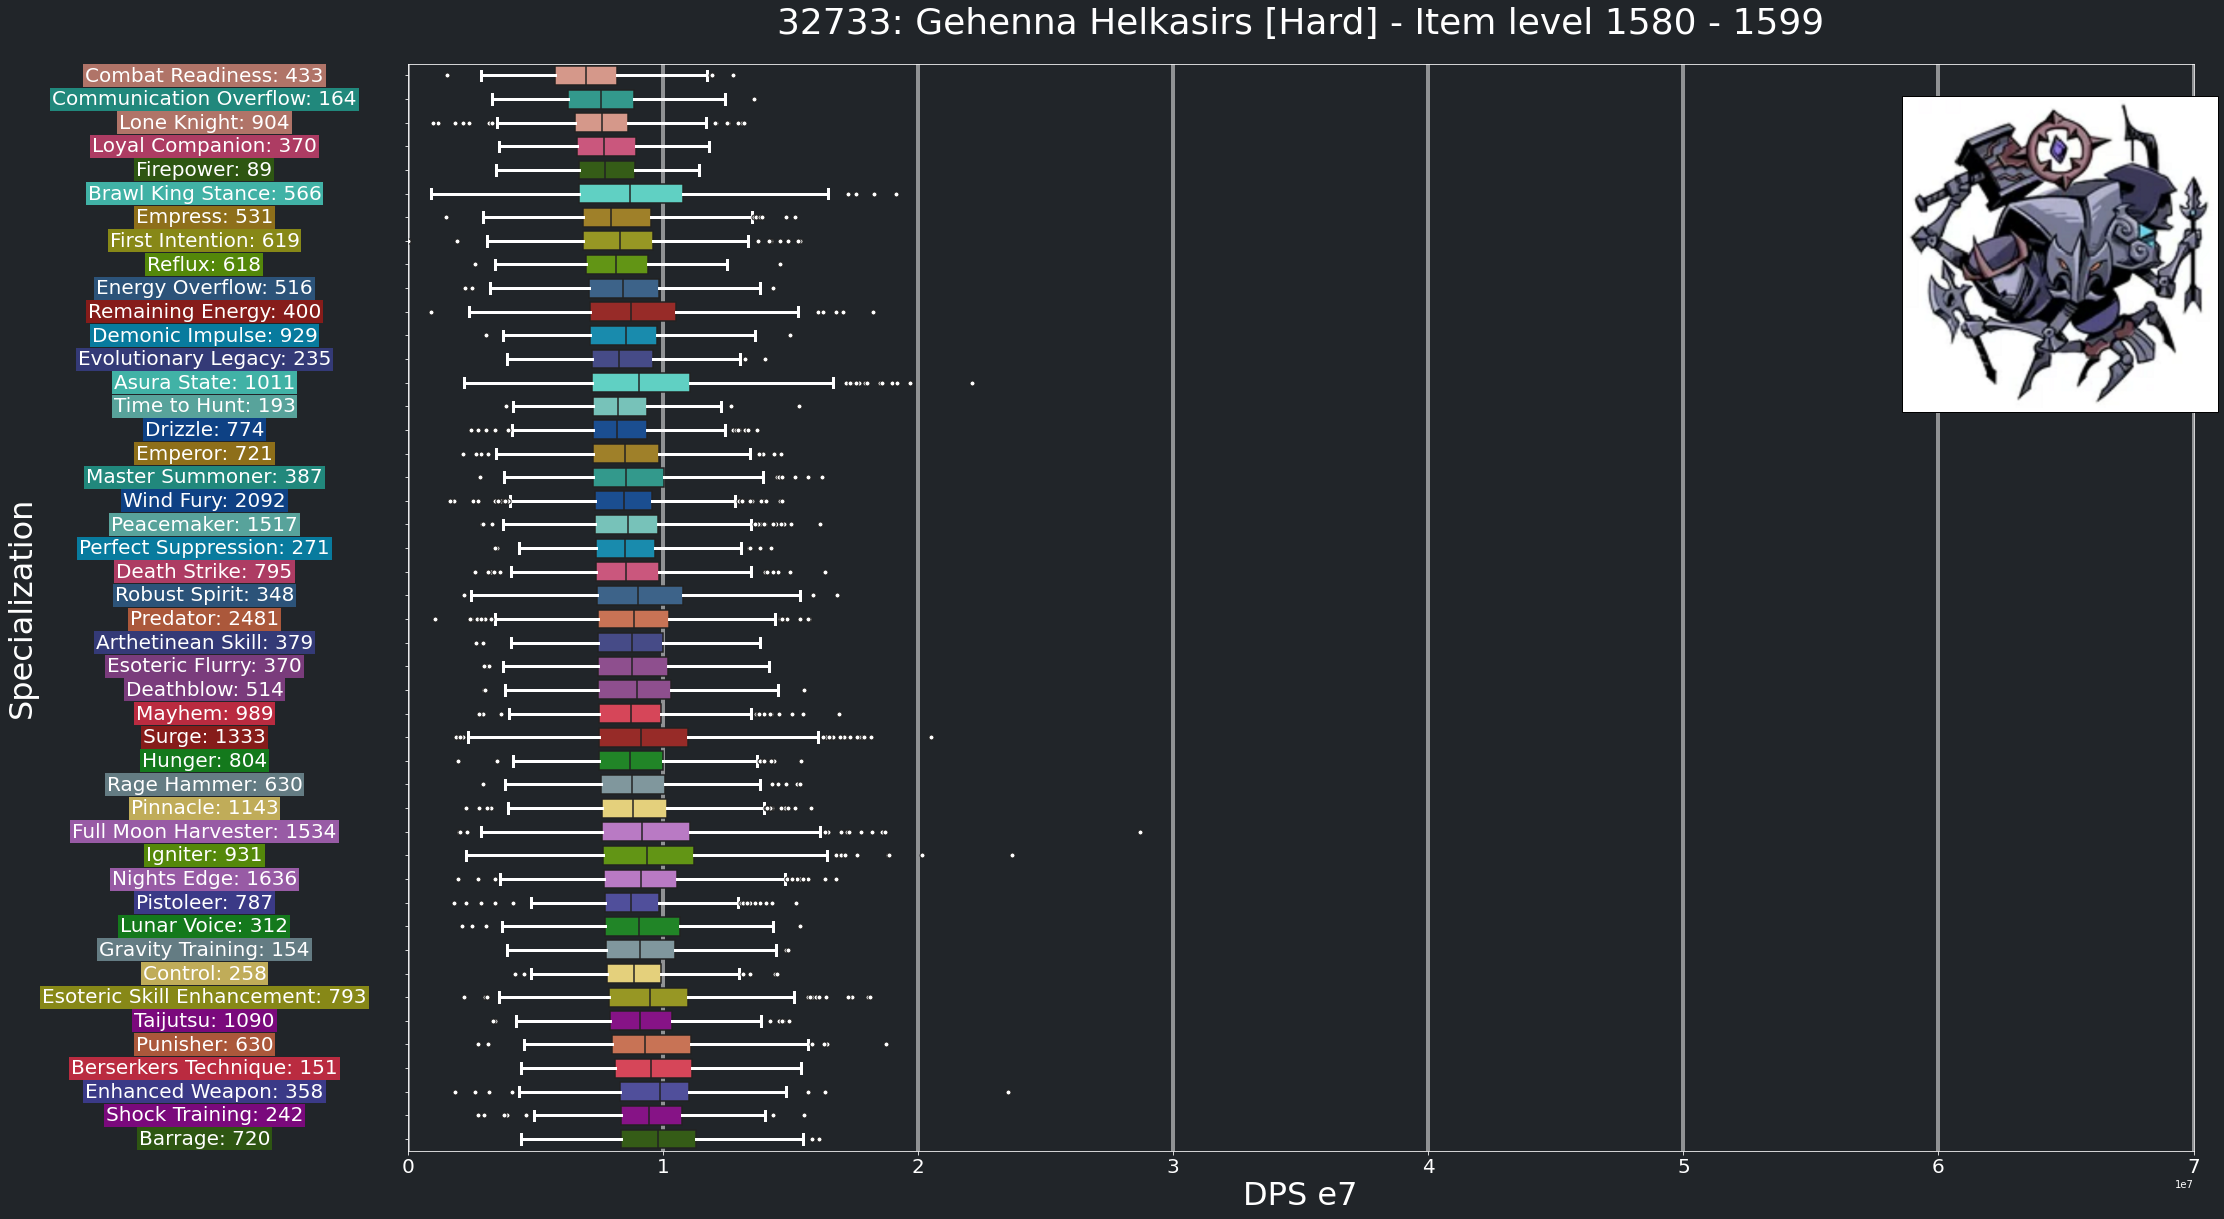 32733: Gehenna Helkasirs [Hard] - Item level 1580 - 1599
Specialization
Combat Readiness: 433
Communication Overflow: 164
Lone Knight: 904
Loyal Companion: 370
Firepower: 89
Brawl King Stance: 566
Empress: 531
First Intention: 619
Reflux: 618
Energy Overflow: 516
Remaining Energy: 400
Demonic Impulse: 929
Evolutionary Legacy: 235
Asura State: 1011
Time to Hunt: 193
Drizzle: 774
Emperor: 721
Master Summoner: 387
Wind Fury: 2092
Peacemaker: 1517
Perfect Suppression: 271
Death Strike: 795
Robust Spirit: 348
Predator: 2481
Arthetinean Skill: 379
Esoteric Flurry: 370
Deathblow: 514
Mayhem: 989
Surge: 1333
Hunger: 804
Rage Hammer: 630
Pinnacle: 1143
Full Moon Harvester: 1534
Igniter: 931
Nights Edge: 1636
Pistoleer: 787
Lunar Voice: 312
Gravity Training: 154
Control: 258
Esoteric Skill Enhancement: 793
Taijutsu: 1090
Punisher: 630
Berserkers Technique: 151
Enhanced Weapon: 358
Shock Training: 242
Barrage: 720
0 1 2 3 4 5 6 7
1e7
DPS e7